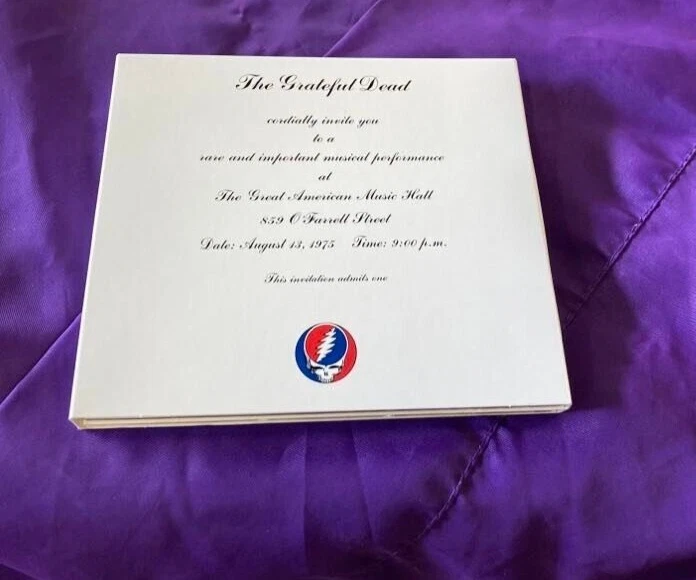 The Grateful Dead
cordially invite you
to a
rare and important musical performance
at
The Great American Music Hall
859 O'Farrell Street
Date: August 13, 1975 Time: 9:00 p.m.
This invitation admits one